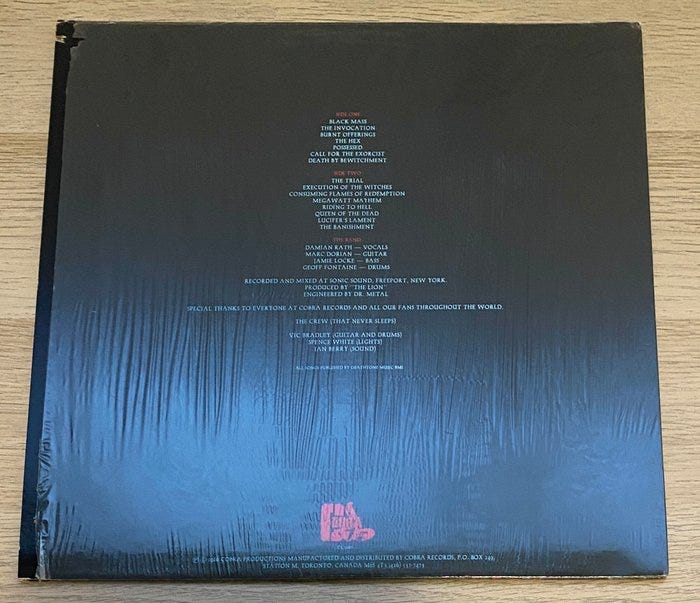 SIDE ONE
BLACK MASS
THE INVOCATION
BURNT OFFERINGS
THE HEX
POSSESSED
CALL FOR THE EXORCIST
DEATH BY BEWITCHMENT
SIDE TWO
THE TRIAL
EXECUTION OF THE WITCHES
CONSUMING FLAMES OF REDEMPTION
MEGAWATT MAYHEM
RIDING TO HELL
QUEEN OF THE DEAD
LUCIFER'S LAMENT
THE BANISHMENT
THE BAND
DAMIAN RATH — VOCALS
MARC DORIAN — GUITAR
JAMIE LOCKE — BASS
GEOFF FONTAINE — DRUMS
RECORDED AND MIXED AT SONIC SOUND, FREEPORT, NEW YORK.
PRODUCED BY "THE LION"
ENGINEERED BY DR. METAL
SPECIAL THANKS TO EVERYONE AT COBRA RECORDS AND ALL OUR FANS THROUGHOUT THE WORLD.
THE CREW (THAT NEVER SLEEPS)
VIC BRADLEY (GUITAR AND DRUMS)
SPENCE WHITE (LIGHTS)
IAN BERRY (SOUND)
ALL SONGS PUBLISHED BY DEATHTONE MUSIC BMI
COBRA PRODUCTIONS MANUFACTURED AND DISTRIBUTED BY COBRA RECORDS, P.O. BOX
STATION M, TORONTO, CANADA M6S